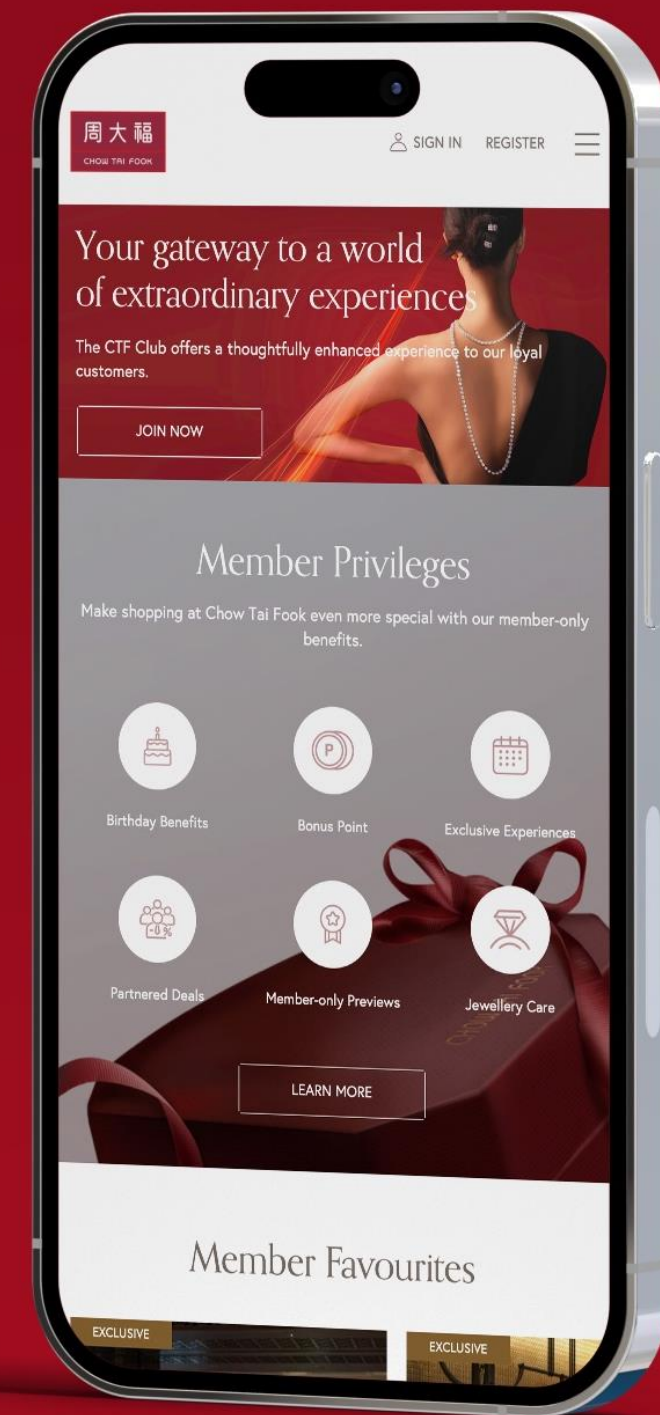 周大福
CHOW TAI FOOK
SIGN IN REGISTER
Your gateway to a world
of extraordinary experiences
The CTF Club offers a thoughtfully enhanced experience to our loyal
customers.
JOIN NOW
Member Privileges
Make shopping at Chow Tai Fook even more special with our member-only
benefits.
P
Birthday Benefits Bonus Point Exclusive Experiences
-%
Partnered Deals Member-only Previews Jewellery Care
CHOW TAI FOOK
LEARN MORE
Member Favourites
EXCLUSIVE EXCLUSIVE